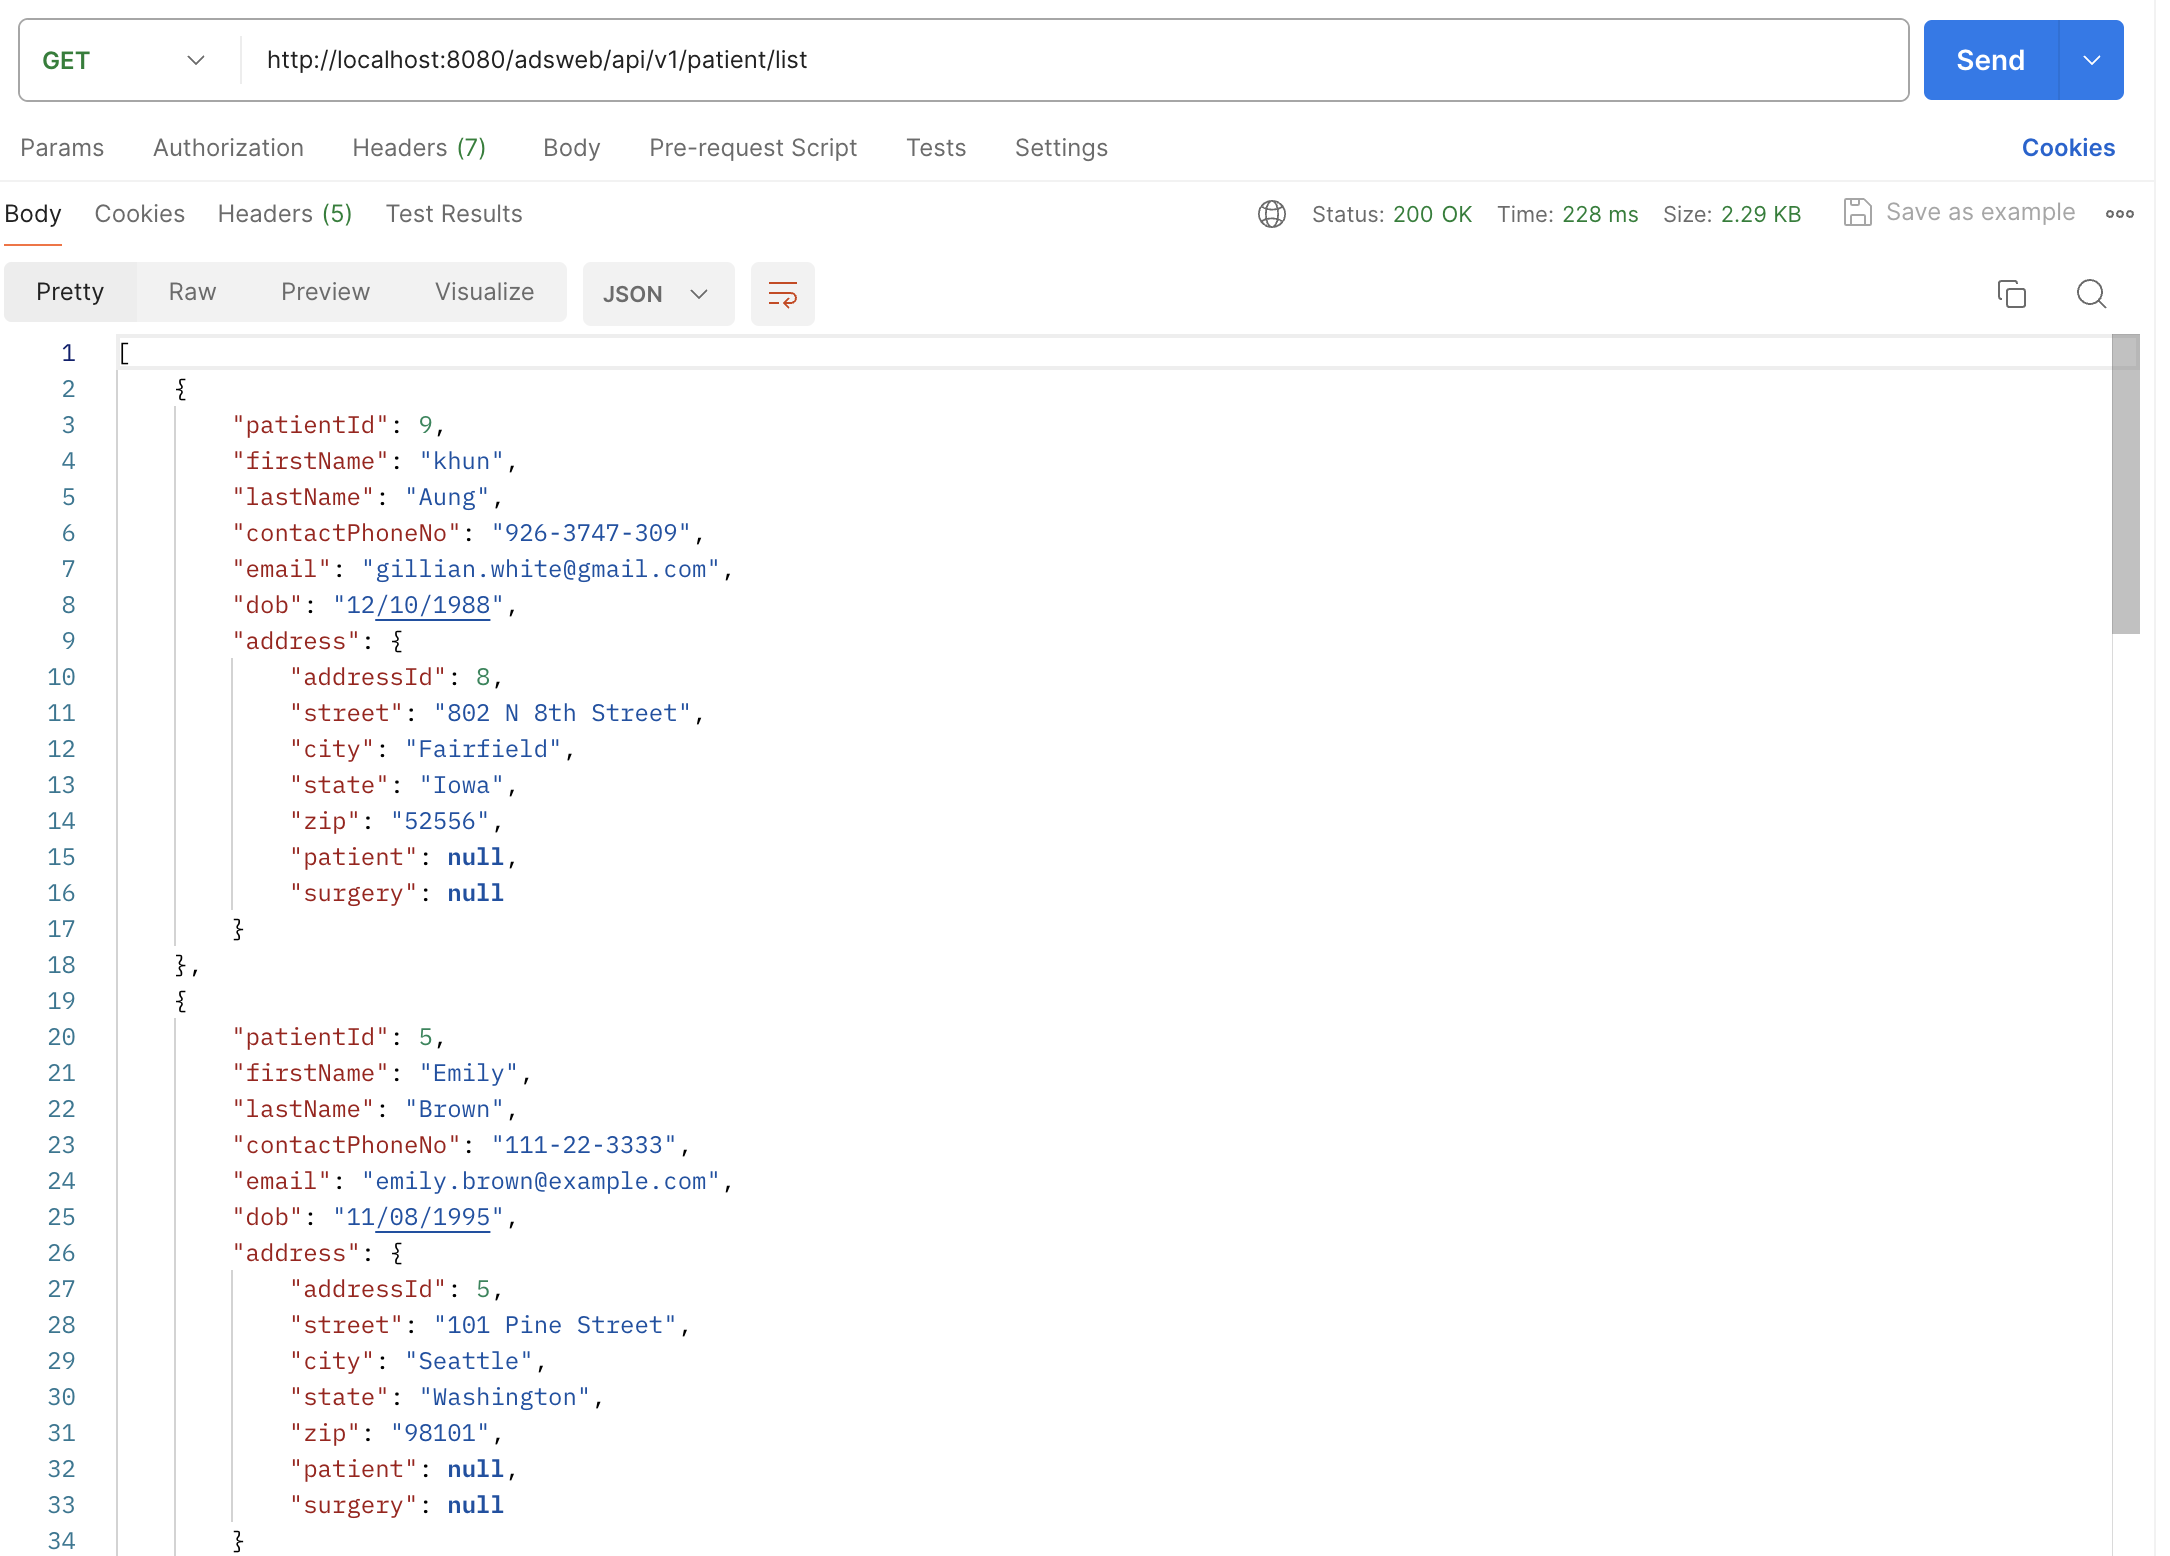 GET http://localhost:8080/adsweb/api/v1/patient/list Send
Params Authorization Headers (7) Body Pre-request Script Tests Settings Cookies
Body Cookies Headers (5) Test Results Status: 200 OK Time: 228 ms Size: 2.29 KB Save as example
Pretty Raw Preview Visualize JSON
1 [
2 {
3 "patientId": 9,
4 "firstName": "khun",
5 "lastName": "Aung",
6 "contactPhoneNo": "926-3747-309",
7 "email": "gillian.white@gmail.com",
8 "dob": "12/10/1988",
9 "address": {
10 "addressId": 8,
11 "street": "802 N 8th Street",
12 "city": "Fairfield",
13 "state": "Iowa",
14 "zip": "52556",
15 "patient": null,
16 "surgery": null
17 }
18 },
19 {
20 "patientId": 5,
21 "firstName": "Emily",
22 "lastName": "Brown",
23 "contactPhoneNo": "111-22-3333",
24 "email": "emily.brown@example.com",
25 "dob": "11/08/1995",
26 "address": {
27 "addressId": 5,
28 "street": "101 Pine Street",
29 "city": "Seattle",
30 "state": "Washington",
31 "zip": "98101",
32 "patient": null,
33 "surgery": null
34 }